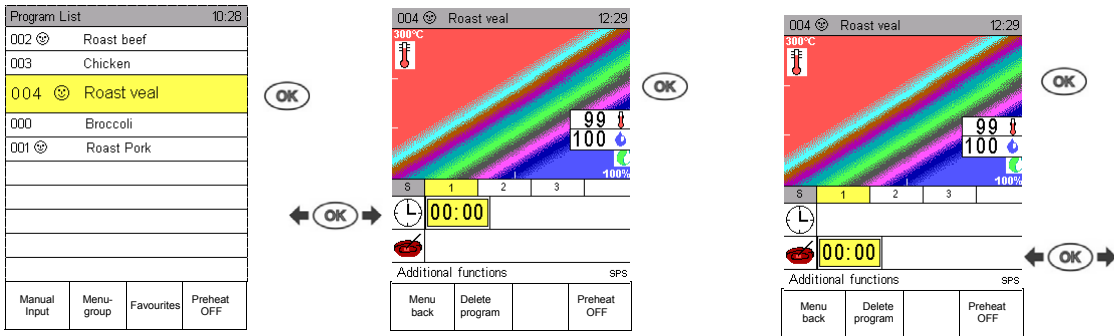 Program List 10:28
002 Roast beef
003 Chicken
004 Roast veal
000 Broccoli
001 Roast Pork
Manual Input
Menu-group
Favourites
Preheat OFF
OK
OK
004 Roast veal 12:29
300°C
99
100
100%
S 1 2 3
00:00
Additional functions SPS
Menu back
Delete program
Preheat OFF
OK
004 Roast veal 12:29
300°C
99
100
100%
S 1 2 3
00:00
Additional functions SPS
Menu back
Delete program
Preheat OFF
OK
OK